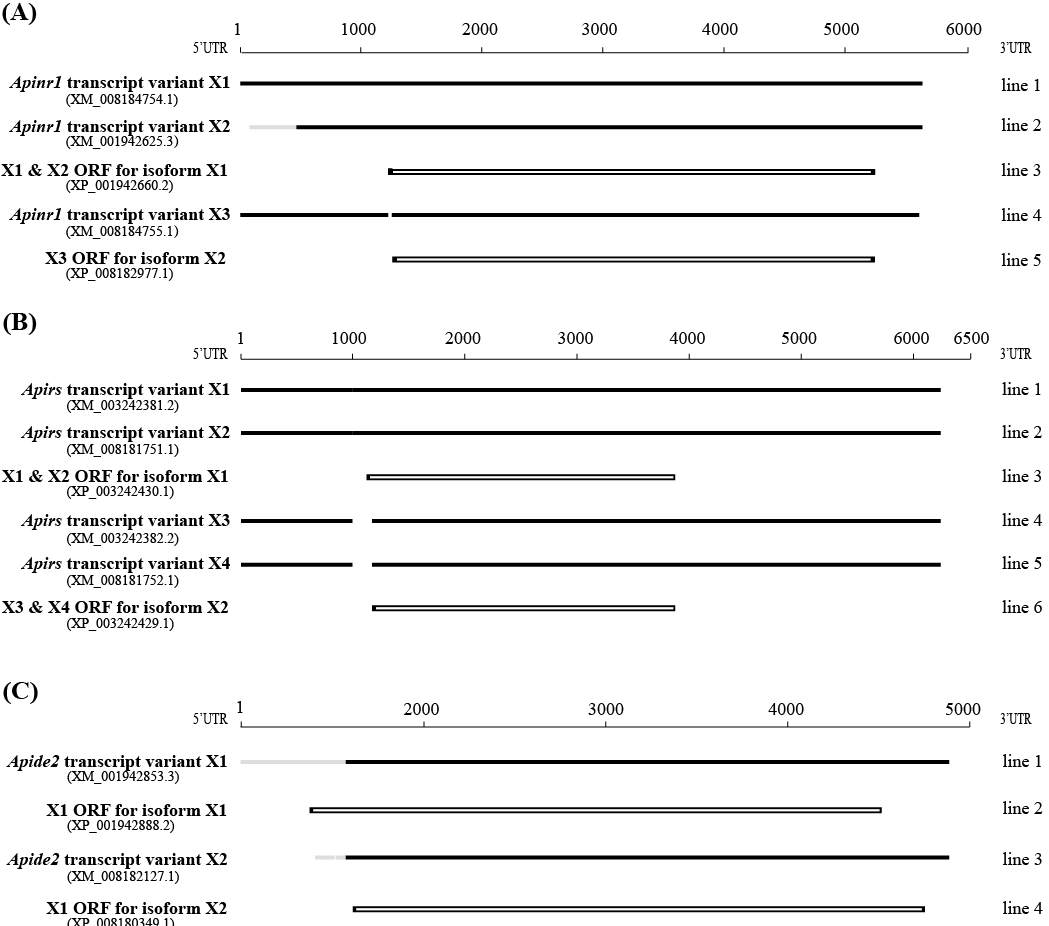 (A)
1 1000 2000 3000 4000 5000 6000
5'UTR 3'UTR
Apinr1 transcript variant X1 line 1
(XM_008184754.1)
Apinr1 transcript variant X2 line 2
(XM_001942625.3)
X1 & X2 ORF for isoform X1 line 3
(XP_001942660.2)
Apinr1 transcript variant X3 line 4
(XM_008184755.1)
X3 ORF for isoform X2 line 5
(XP_008182977.1)
(B)
1 1000 2000 3000 4000 5000 6000 6500
5'UTR 3'UTR
Apirs transcript variant X1 line 1
(XM_003242381.2)
Apirs transcript variant X2 line 2
(XM_008181751.1)
X1 & X2 ORF for isoform X1 line 3
(XP_003242430.1)
Apirs transcript variant X3 line 4
(XM_003242382.2)
Apirs transcript variant X4 line 5
(XM_008181752.1)
X3 & X4 ORF for isoform X2 line 6
(XP_003242429.1)
(C)
1 2000 3000 4000 5000
5'UTR 3'UTR
Apide2 transcript variant X1 line 1
(XM_001942853.3)
X1 ORF for isoform X1 line 2
(XP_001942888.2)
Apide2 transcript variant X2 line 3
(XM_008182127.1)
X1 ORF for isoform X2 line 4
(XP_008180349.1)